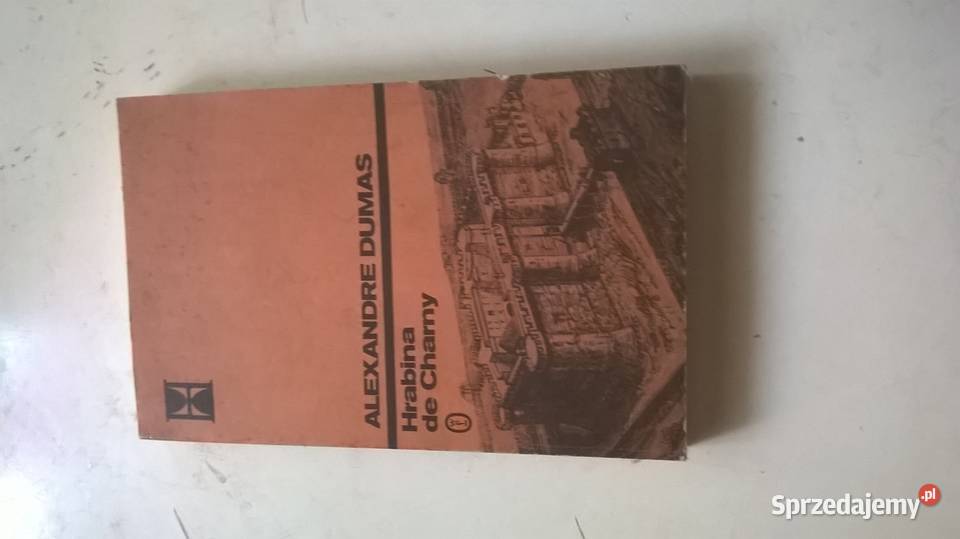 ALEXANDRE DUMAS
Hrabina
de Charny
Sprzedajemy.pl